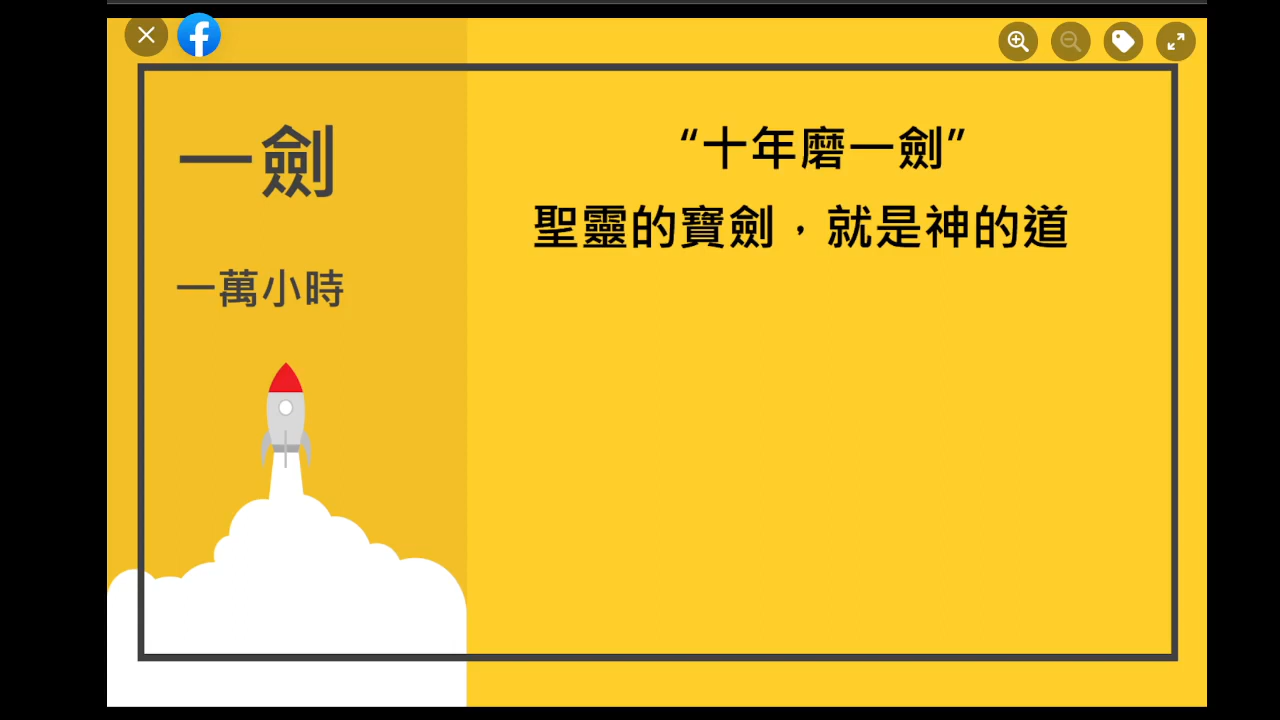 一劍
一萬小時
“十年磨一劍”
聖靈的寶劍，就是神的道